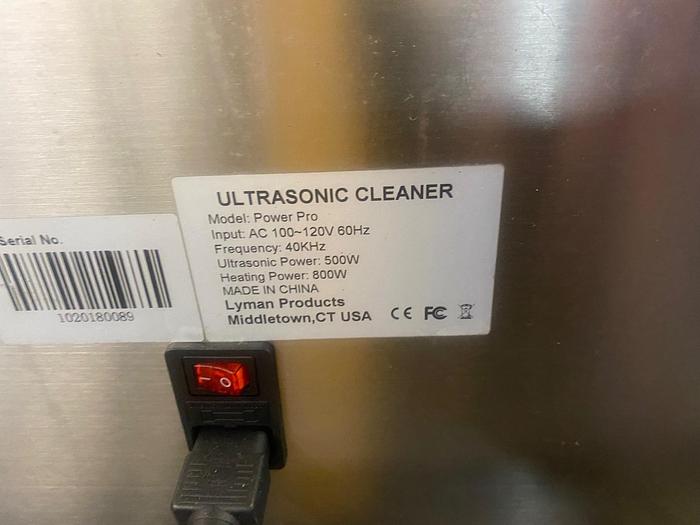 ULTRASONIC CLEANER
Model: Power Pro
Input: AC 100~120V 60Hz
Frequency: 40KHz
Ultrasonic Power: 500W
Heating Power: 800W
MADE IN CHINA
Lyman Products
Middletown,CT USA CE FC
Serial No.
1020180089